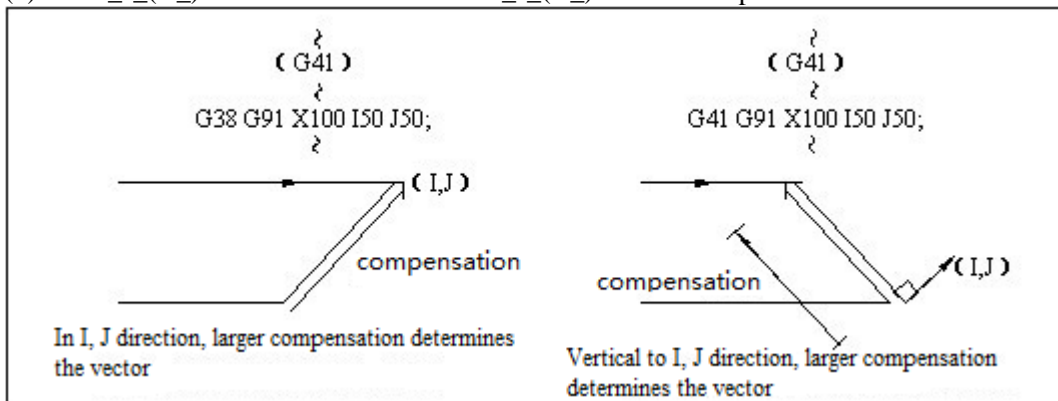 ( G41 )
G38 G91 X100 I50 J50;
( I,J )
compensation
In I, J direction, larger compensation determines
the vector
( G41 )
G41 G91 X100 I50 J50;
compensation
( I,J )
Vertical to I, J direction, larger compensation
determines the vector